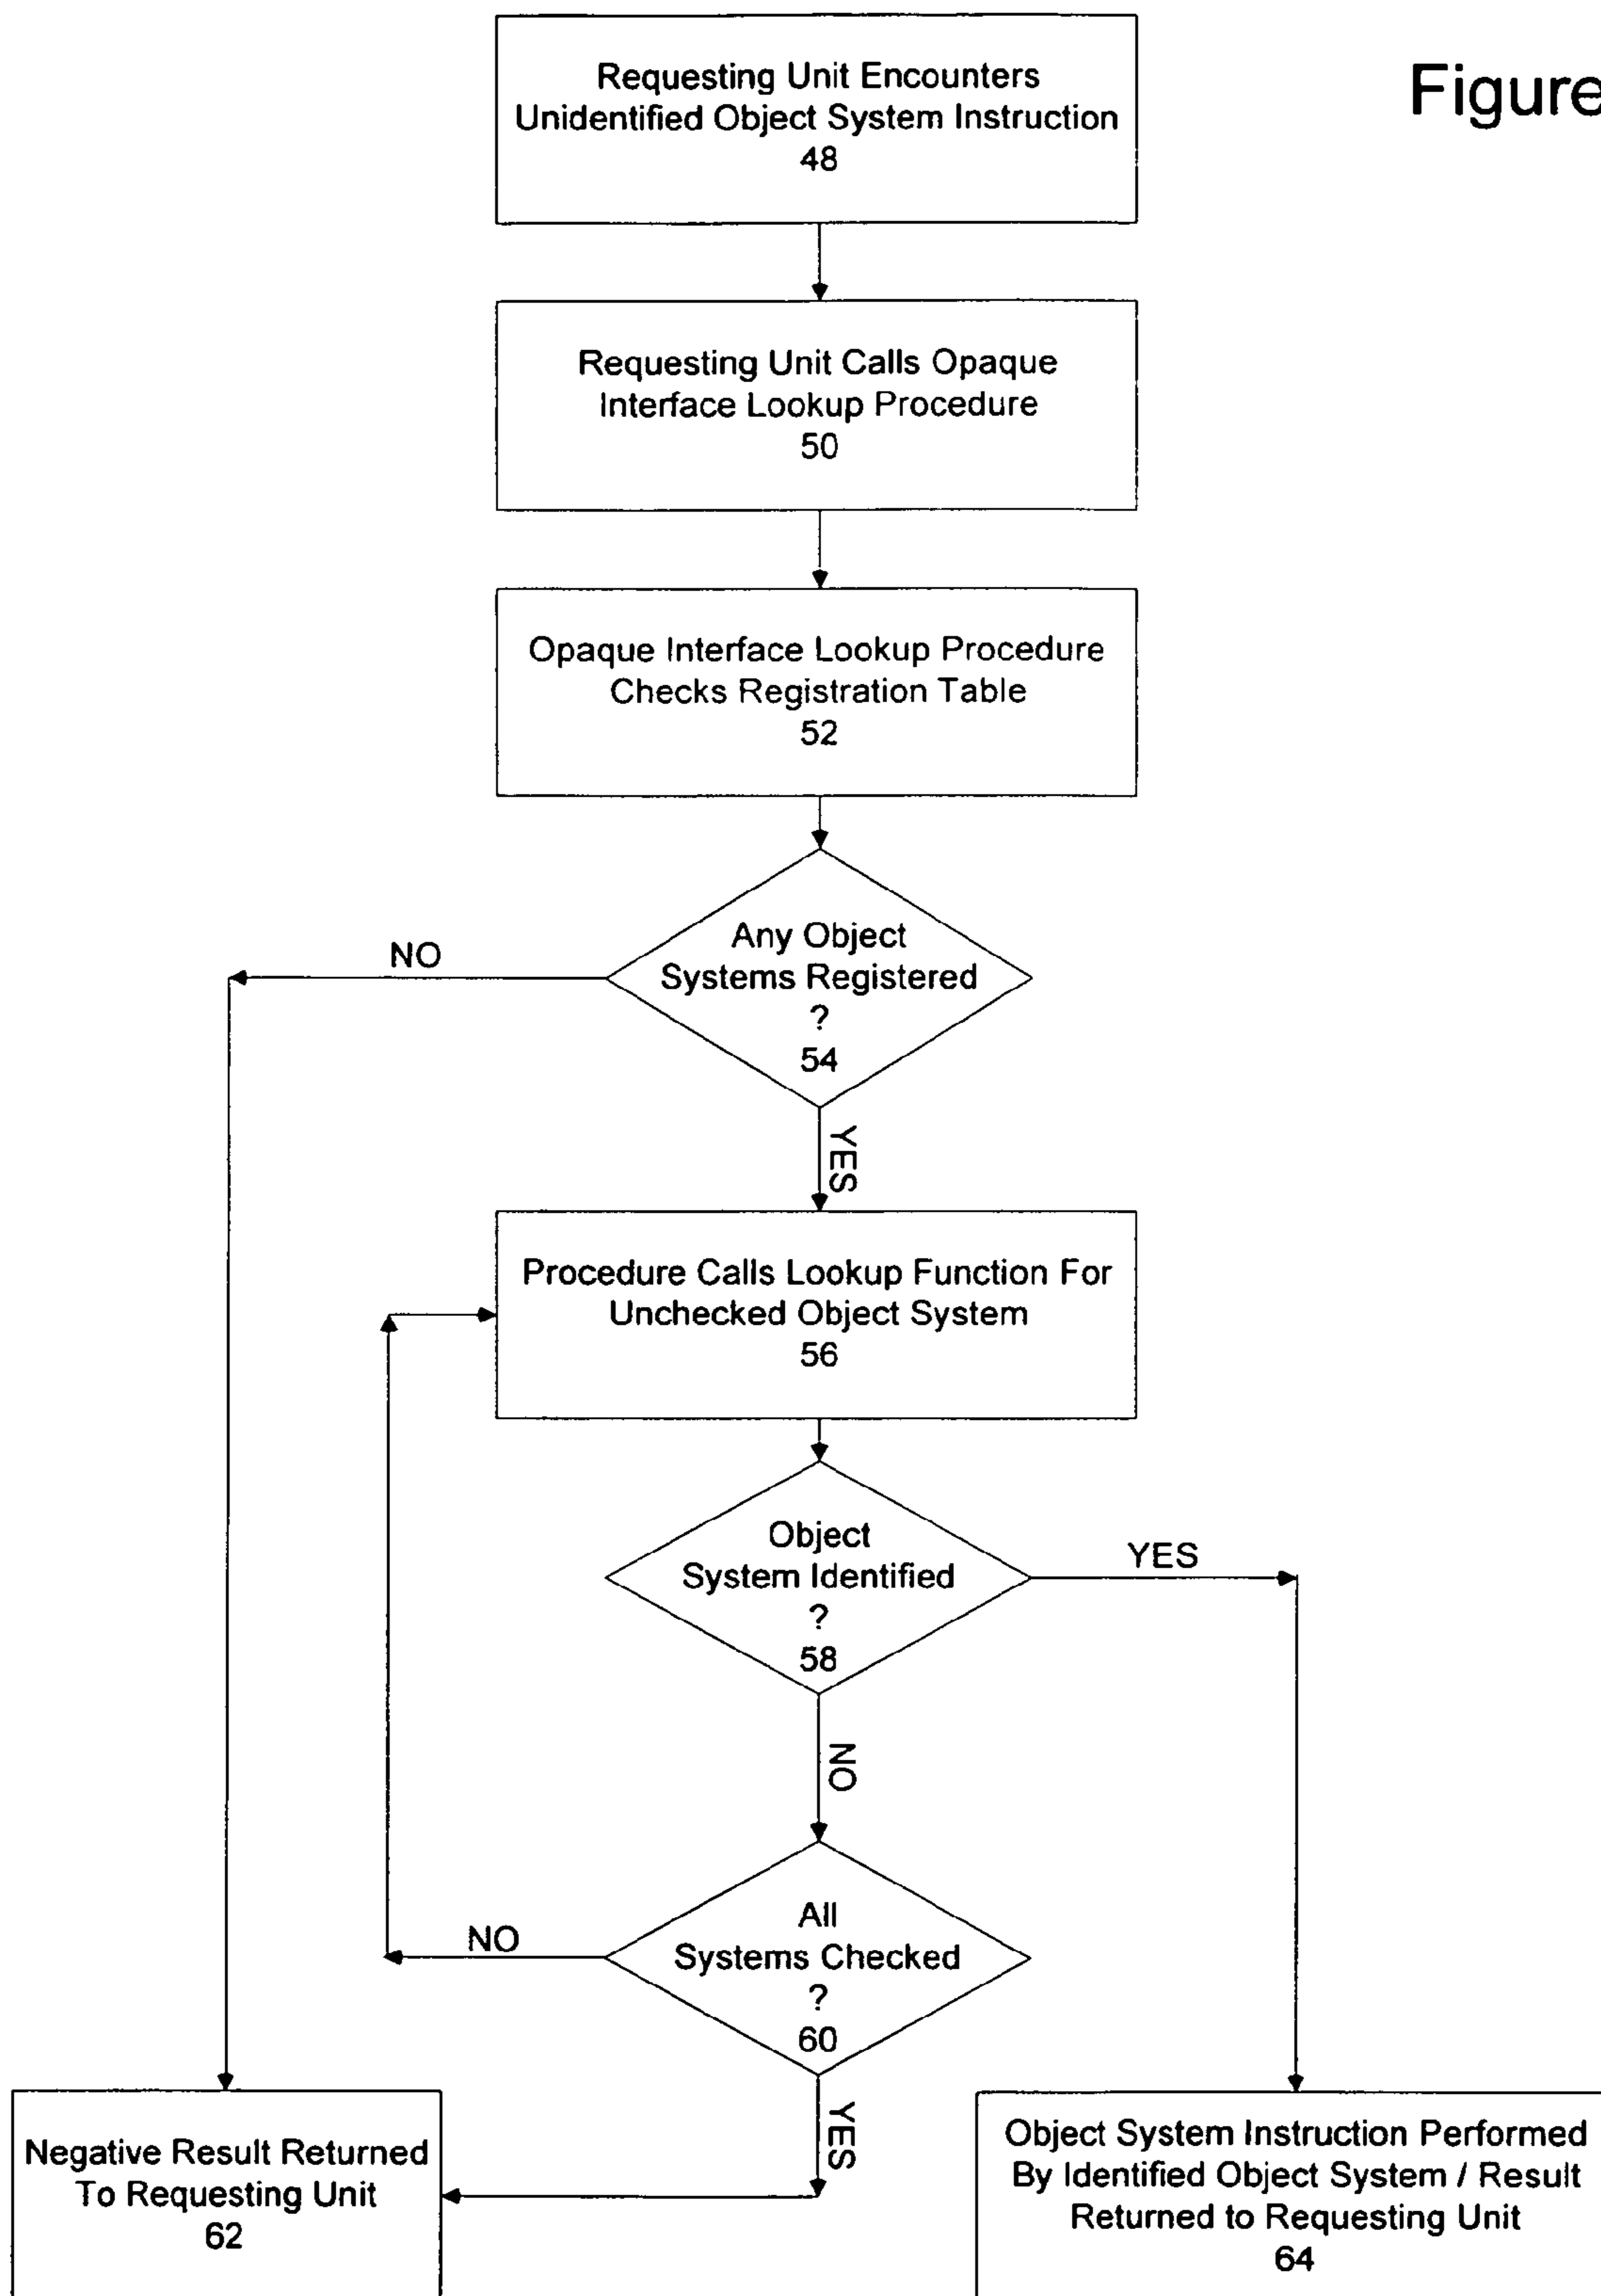 Figure
Requesting Unit Encounters
Unidentified Object System Instruction
48
Requesting Unit Calls Opaque
Interface Lookup Procedure
50
Opaque Interface Lookup Procedure
Checks Registration Table
52
Any Object
Systems Registered
?
54
NO
YES
Procedure Calls Lookup Function For
Unchecked Object System
56
Object
System Identified
?
58
YES
NO
All
Systems Checked
?
60
NO
YES
Negative Result Returned
To Requesting Unit
62
Object System Instruction Performed
By Identified Object System / Result
Returned to Requesting Unit
64